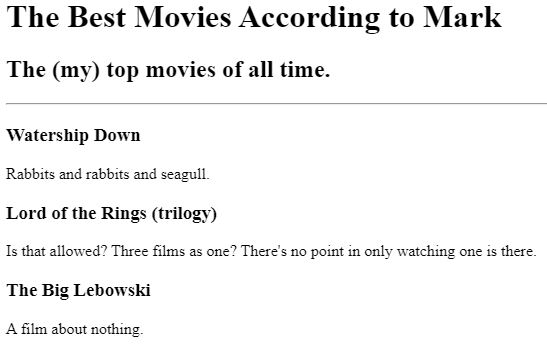 The Best Movies According to Mark
The (my) top movies of all time.
Watership Down
Rabbits and rabbits and seagull.
Lord of the Rings (trilogy)
Is that allowed? Three films as one? There's no point in only watching one is there.
The Big Lebowski
A film about nothing.